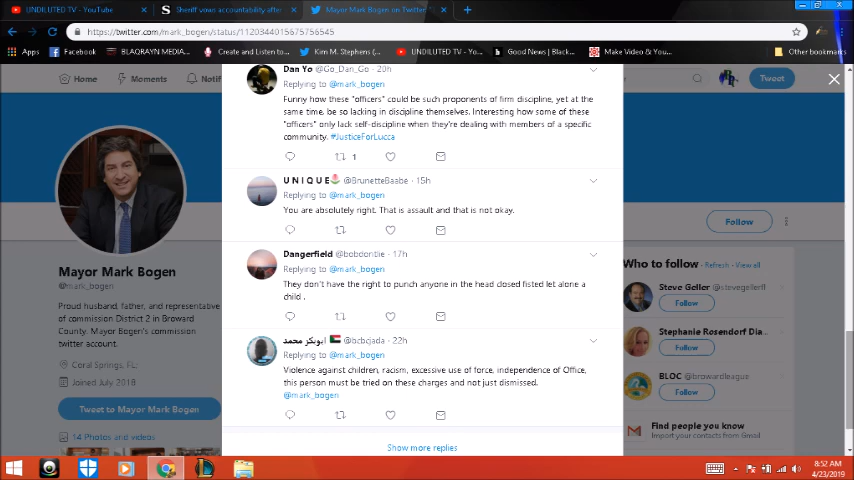 UNDILUTED TV - YouTube
Sheriff vows accountability after
Mayor Mark Bogen on Twitter
https://twitter.com/mark_bogen/status/1120344015675756545
Apps
Facebook
BLAQRAYN MEDIA...
Create and Listen to...
Kim M. Stephens (...
UNDILUTED TV - Yo...
Good News | Black...
Make Video & You...
Other bookmarks
Home
Moments
Notifi
Tweet
Dan Yo @Go_Dan_Go · 20h
Replying to @mark_bogen
Funny how these "officers" could be such proponents of firm discipline, yet at the
same time, be so lacking in discipline themselves. Interesting how some of these
"officers" only lack self-discipline when they're dealing with members of a specific
community. #JusticeForLucca
1
U N I Q U E @BrunetteBaabe · 15h
Replying to @mark_bogen
You are absolutely right. That is assault and that is not okay.
Dangerfield @bobdontlie · 17h
Replying to @mark_bogen
They don't have the right to punch anyone in the head closed fisted let alone a
child .
ابوبكر محمد @bcbcjada · 22h
Replying to @mark_bogen
Violence against children, racism, excessive use of force, independence of Office,
this person must be tried on these charges and not just dismissed.
@mark_bogen
Show more replies
Mayor Mark Bogen
Proud husband, father, and representative
of commission District 2 in Broward
County. Mayor Bogen's commission
twitter account.
Coral Springs, FL
Joined July 2018
Tweet to Mayor Mark Bogen
14 Photos and videos
Follow
Who to follow · Refresh · View all
Steve Geller @stevegellerfl
Follow
Stephanie Rosendorf Dia...
Follow
BLOC @browardleague
Follow
Find people you know
Import your contacts from Gmail
8:52 AM
4/23/2019